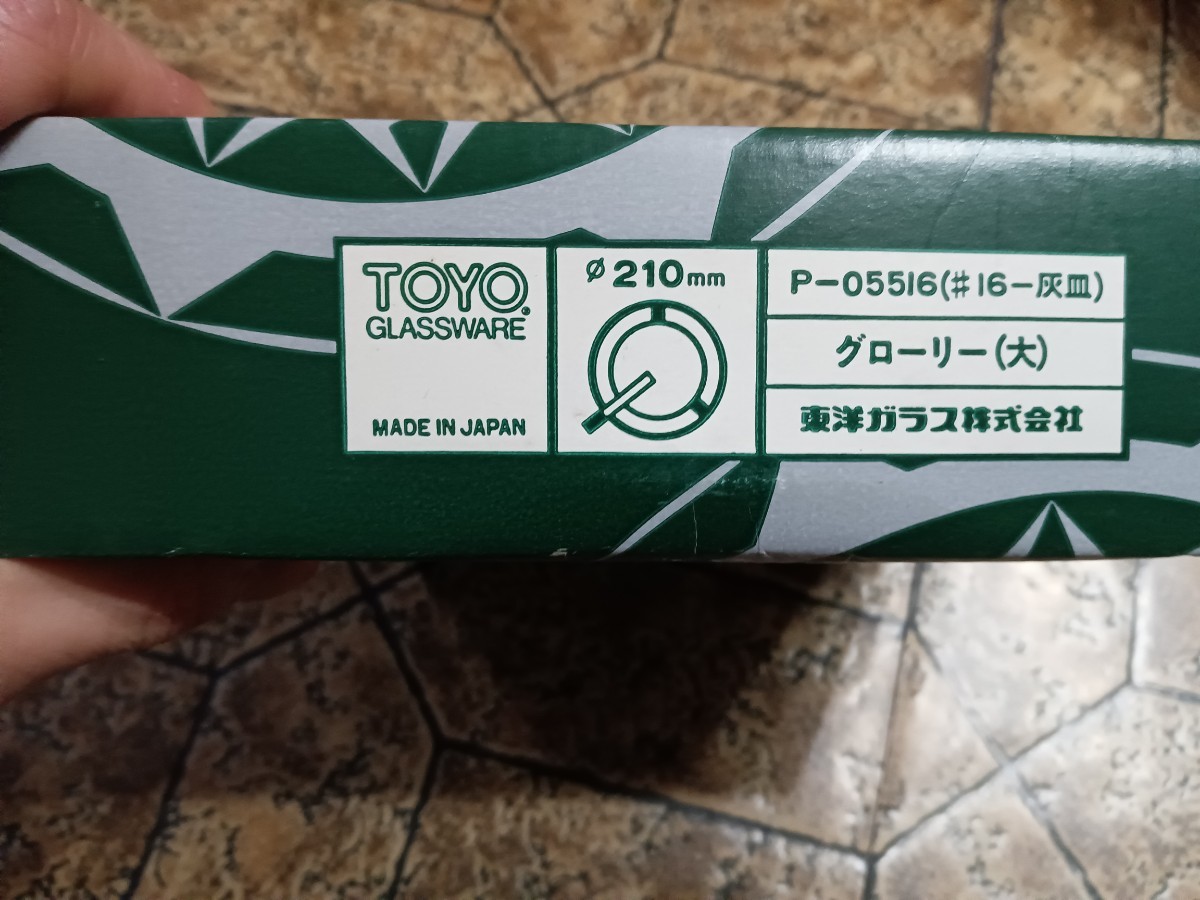 TOYO®
GLASSWARE
MADE IN JAPAN
φ210mm
P-05516(♯16-灰皿)
グローリー(大)
東洋ガラス株式会社